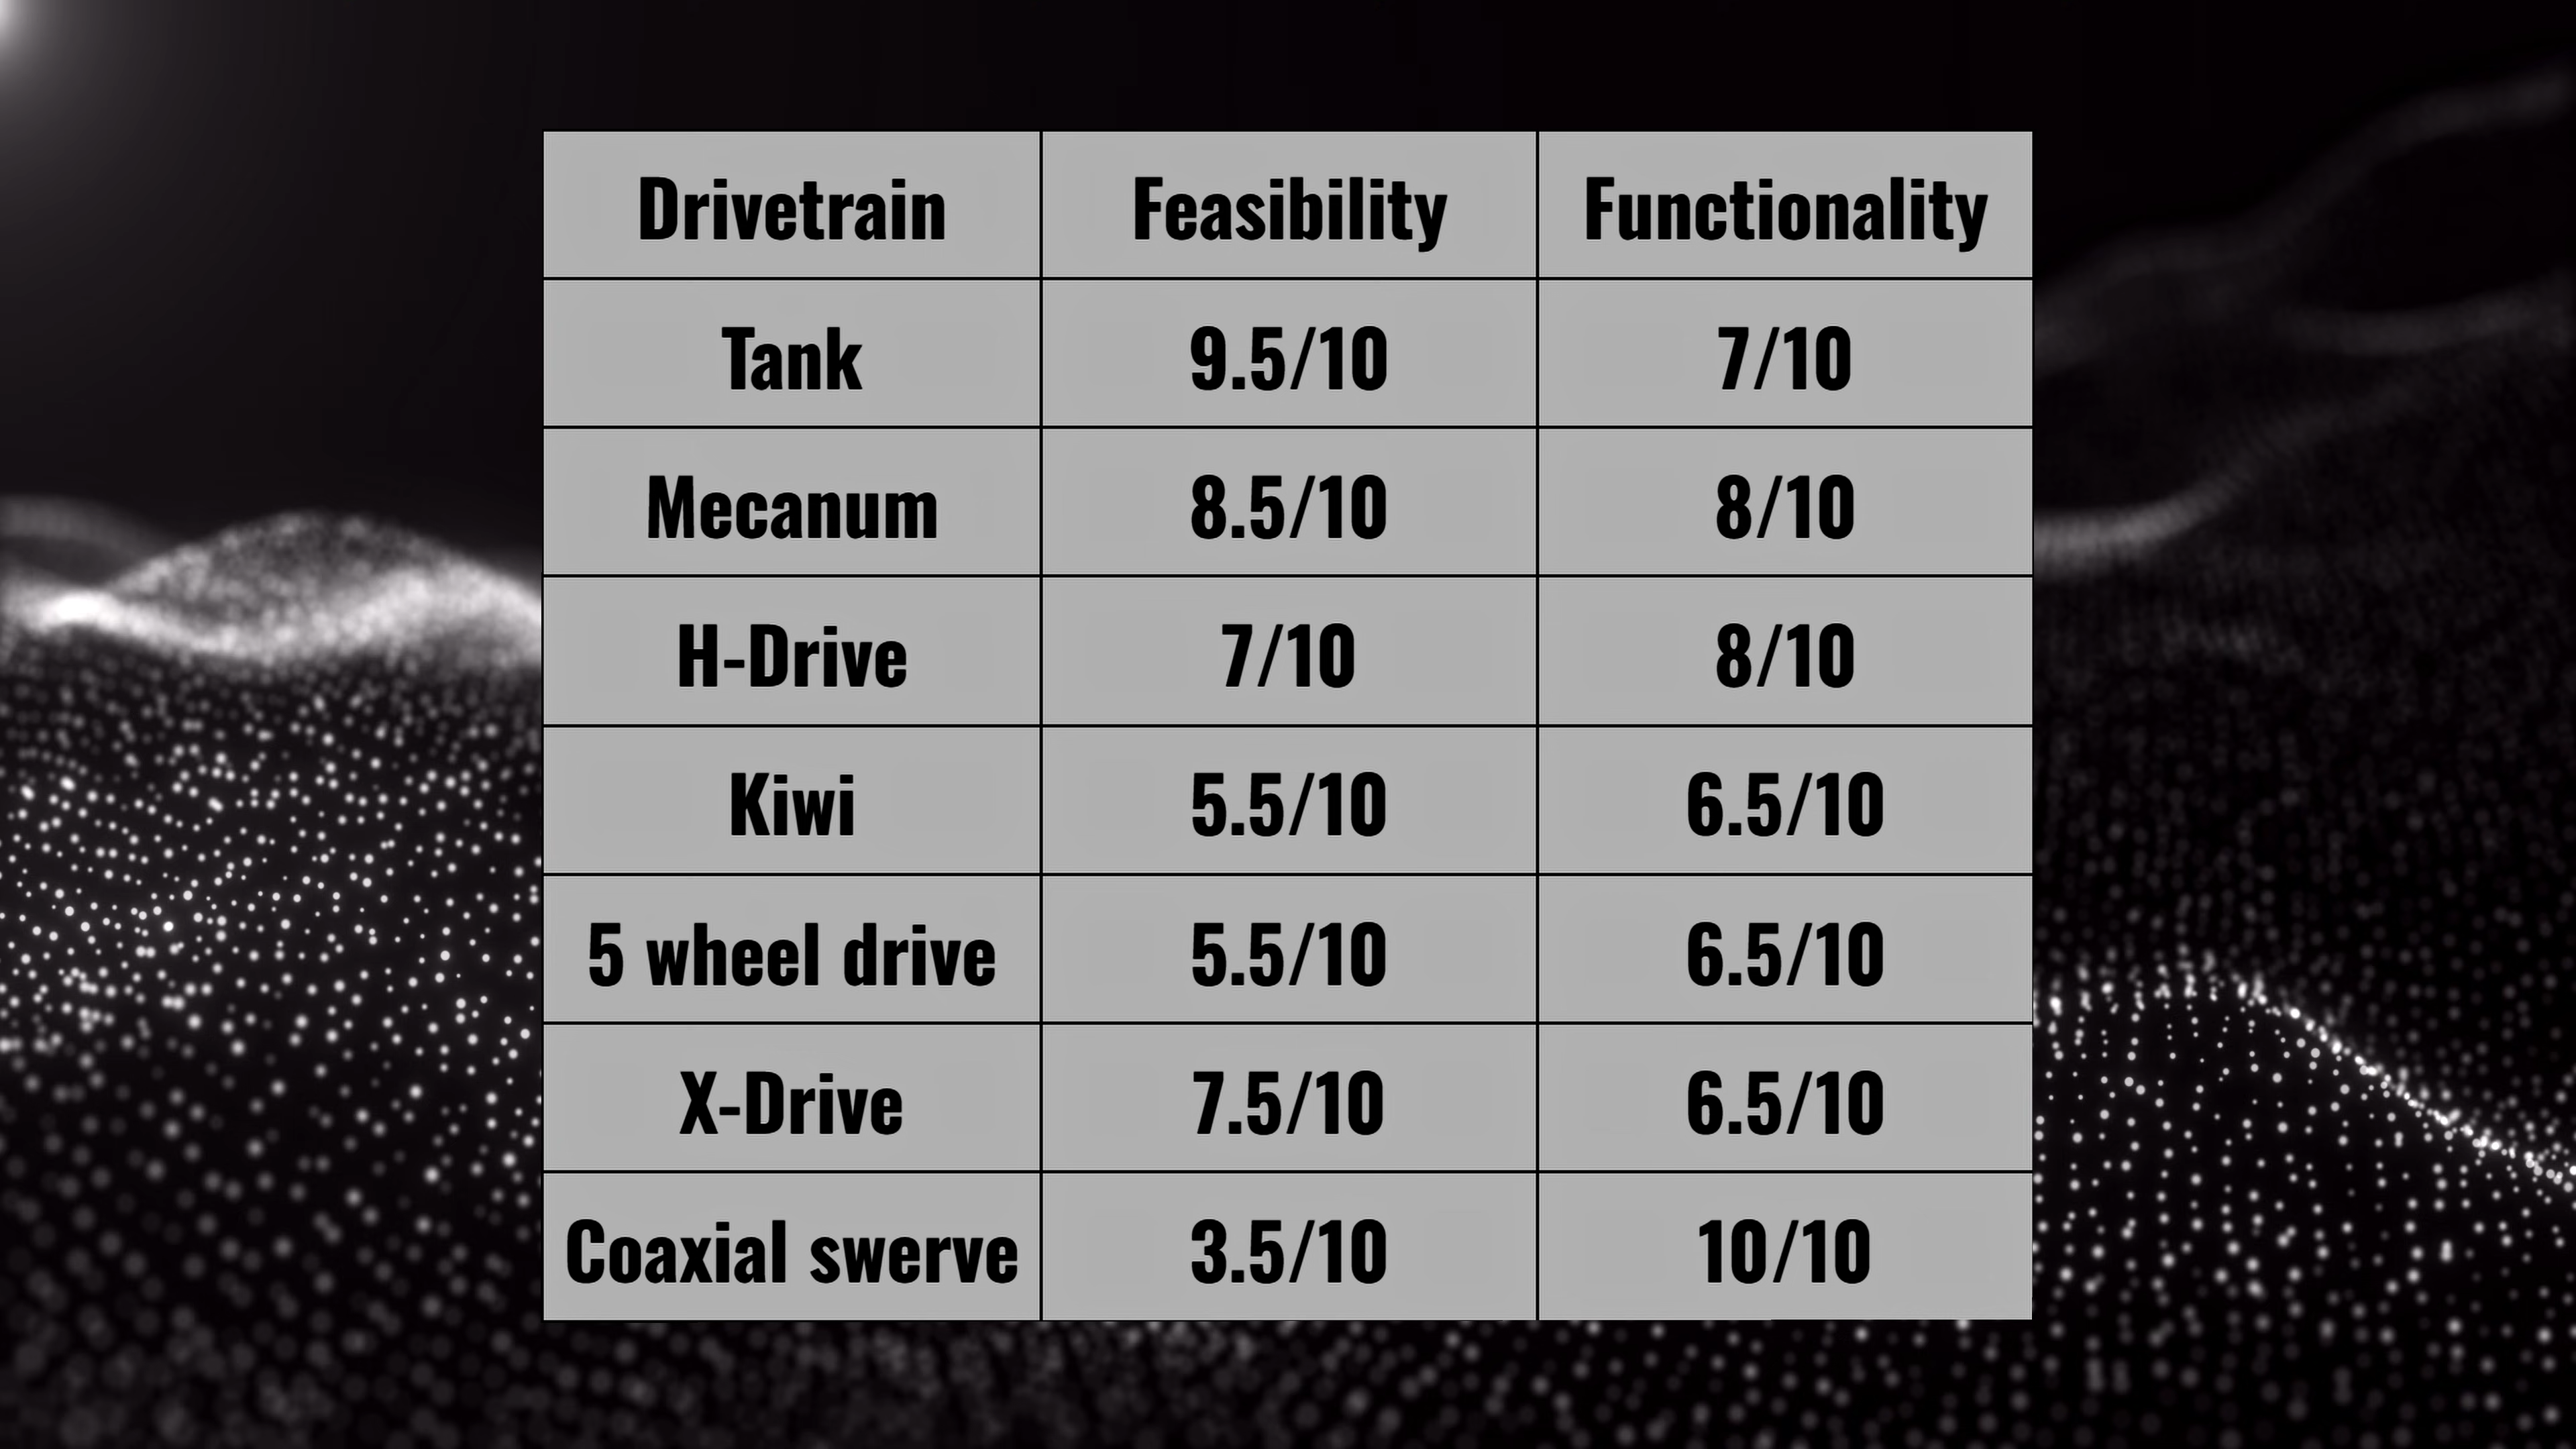 Drivetrain Feasibility Functionality
Tank 9.5/10 7/10
Mecanum 8.5/10 8/10
H-Drive 7/10 8/10
Kiwi 5.5/10 6.5/10
5 wheel drive 5.5/10 6.5/10
X-Drive 7.5/10 6.5/10
Coaxial swerve 3.5/10 10/10